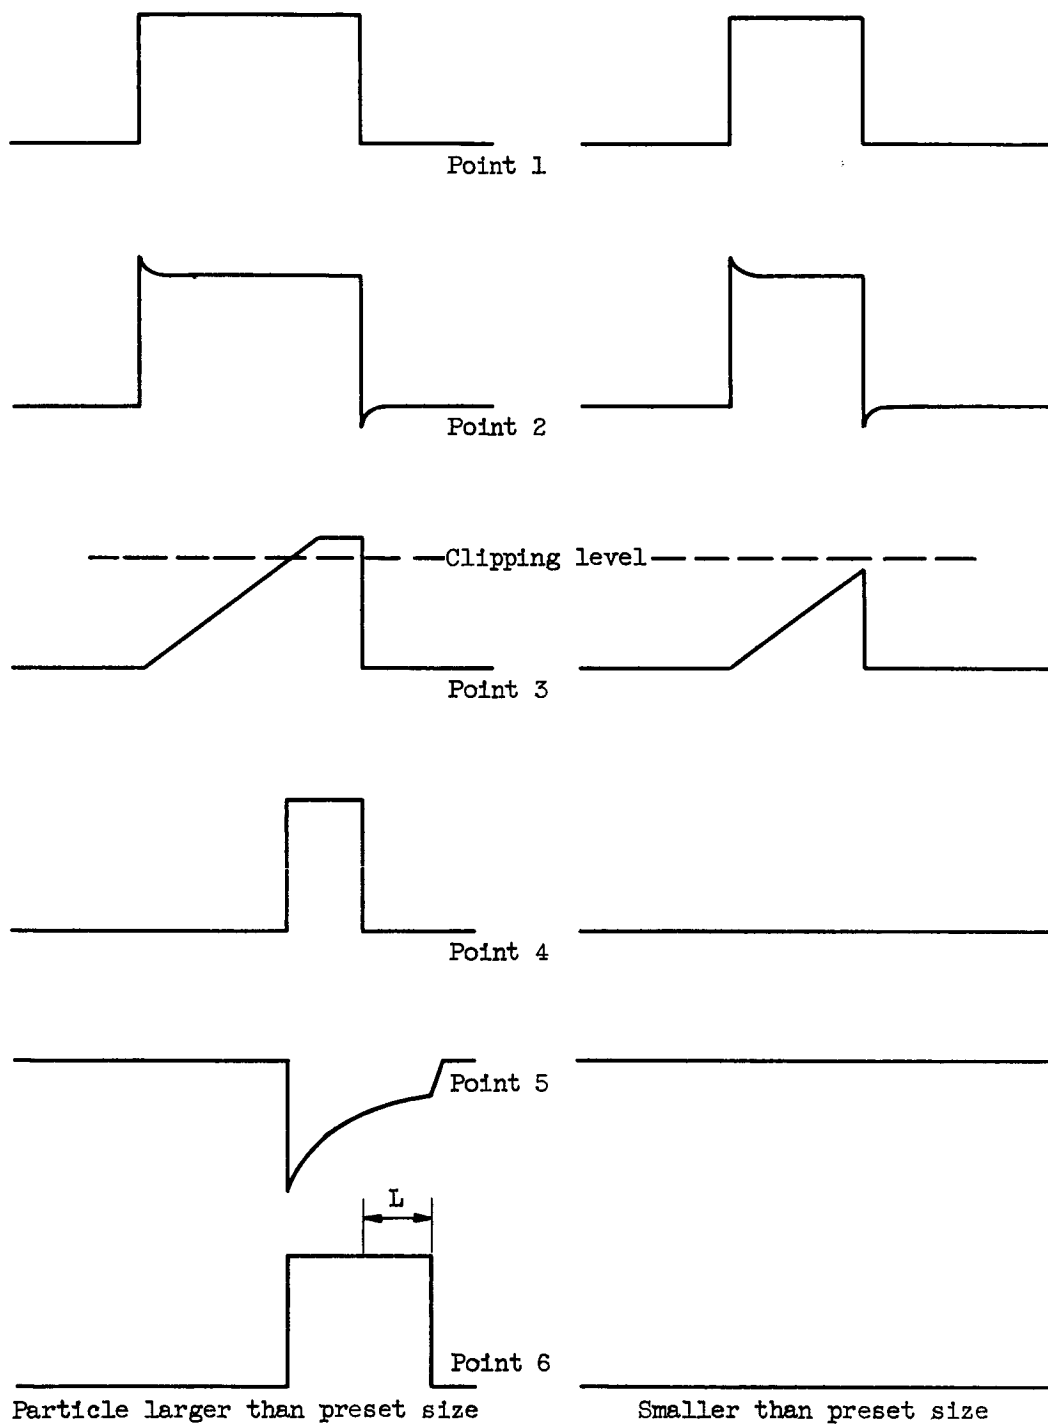 Point 1
Point 2
Clipping level
Point 3
Point 4
Point 5
L
Point 6
Particle larger than preset size
Smaller than preset size